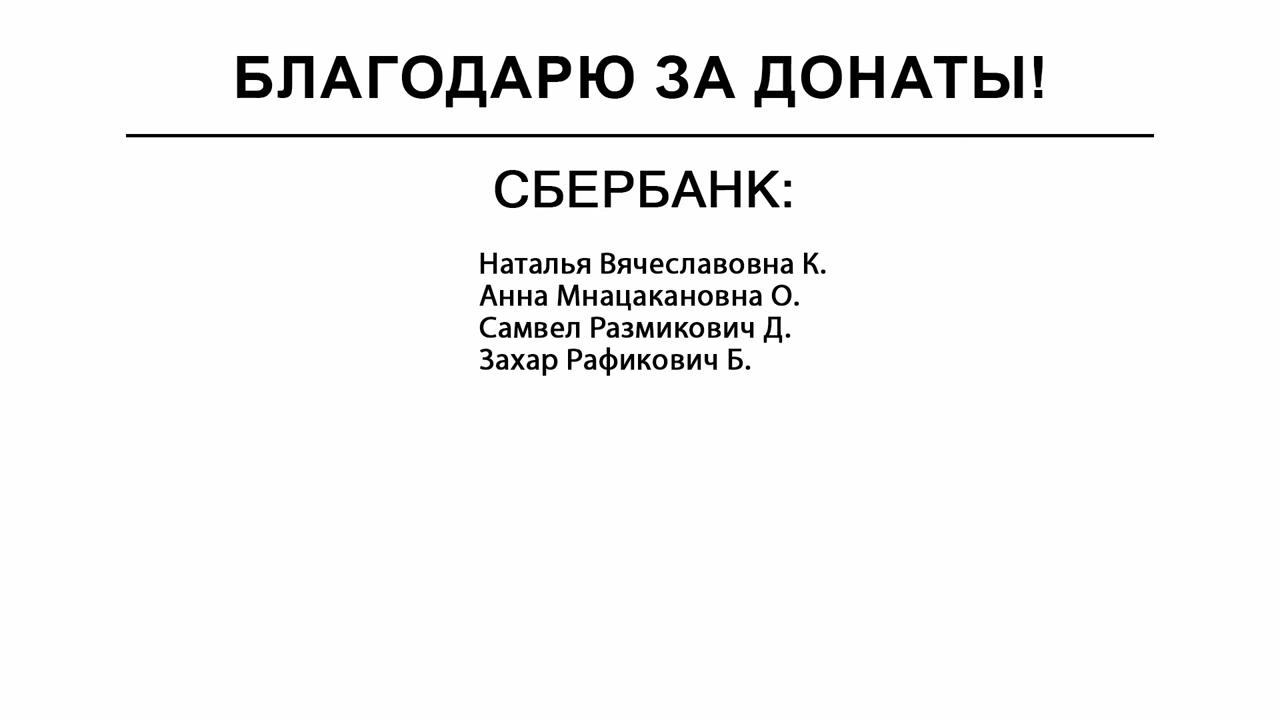 БЛАГОДАРЮ ЗА ДОНАТЫ!
СБЕРБАНК:
Наталья Вячеславовна К.
Анна Мнацакановна О.
Самвел Размикович Д.
Захар Рафикович Б.